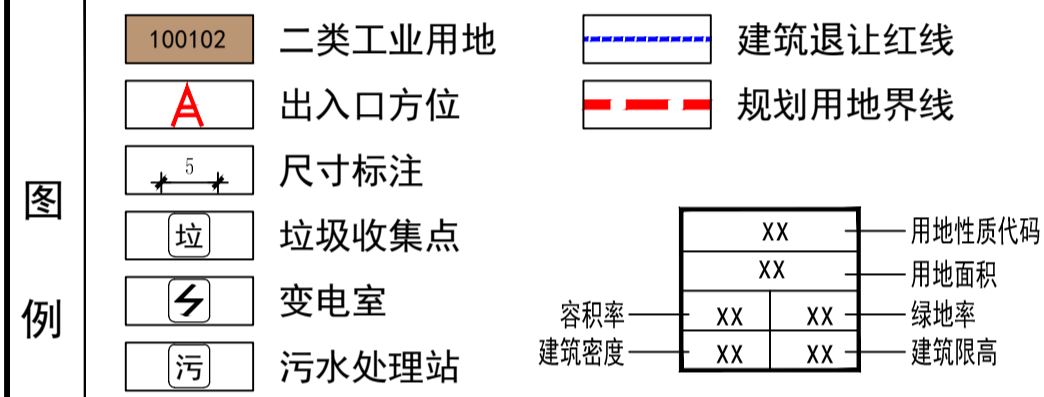 图例
100102 二类工业用地
出入口方位
5 尺寸标注
垃 垃圾收集点
变电室
污 污水处理站
建筑退让红线
规划用地界线
XX 用地性质代码
XX 用地面积
容积率 XX XX 绿地率
建筑密度 XX XX 建筑限高